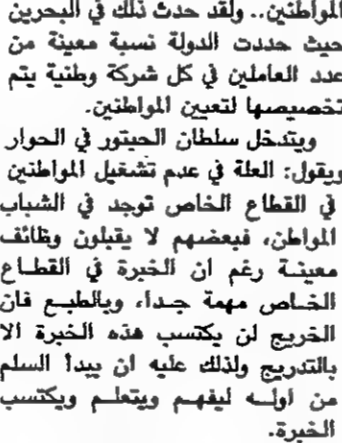 المواطنين.. ولقد حدث ذلك في البحرين
حيث حددت الدولة نسبة معينة من
عدد العاملين في كل شركة وطنية يتم
تخصيصها لتعيين المواطنين.
ويتدخل سلطان الحبتور في الحوار
ويقول: العلة في عدم تشغيل المواطنين
في القطاع الخاص توجد في الشباب
المواطن، فبعضهم لا يقبلون وظائف
معينة رغم ان الخبرة في القطاع
الخاص مهمة جدا، وبالطبع فان
الخريج لن يكتسب هذه الخبرة الا
بالتدريج ولذلك عليه ان يبدأ السلم
من اوله ليفهم ويتعلم ويكتسب
الخبرة.